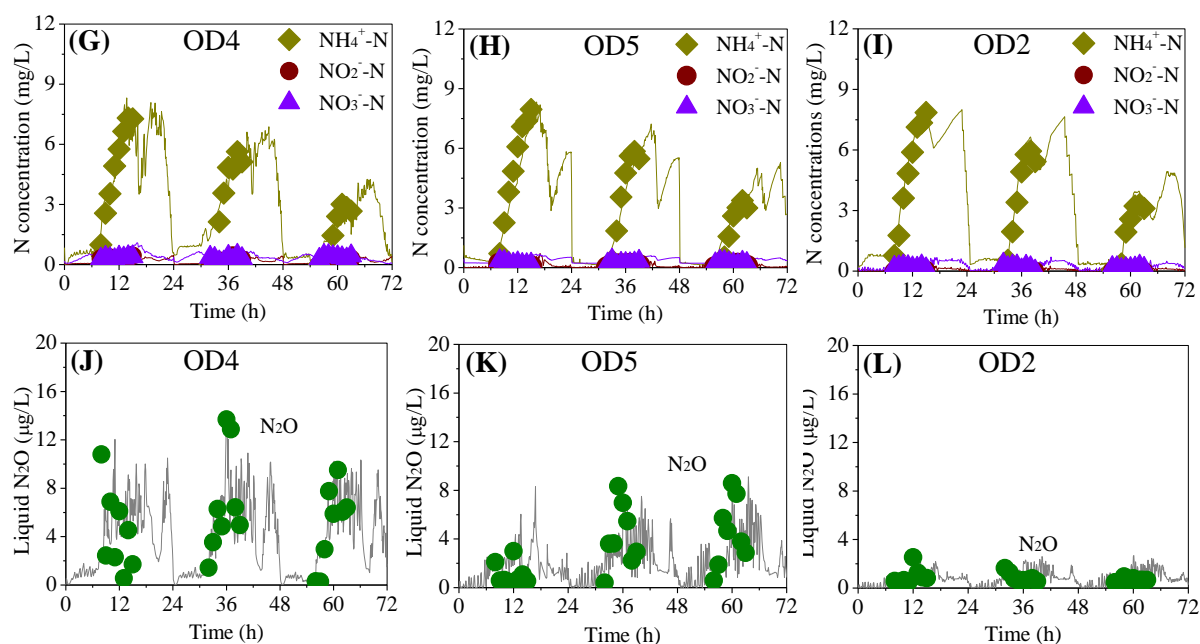 (G) OD4
NH₄⁺-N
NO₂⁻-N
NO₃⁻-N
N concentration (mg/L)
12
9
6
3
0
0 12 24 36 48 60 72
Time (h)
(H) OD5
NH₄⁺-N
NO₂⁻-N
NO₃⁻-N
N concentration (mg/L)
12
9
6
3
0
0 12 24 36 48 60 72
Time (h)
(I) OD2
NH₄⁺-N
NO₂⁻-N
NO₃⁻-N
N concentrations (mg/L)
12
9
6
3
0
0 12 24 36 48 60 72
Time (h)
(J) OD4
N₂O
Liquid N₂O (µg/L)
20
16
12
8
4
0
0 12 24 36 48 60 72
Time (h)
(K) OD5
N₂O
Liquid N₂O (µg/L)
20
16
12
8
4
0
0 12 24 36 48 60 72
Time (h)
(L) OD2
N₂O
Liquid N₂O (µg/L)
20
16
12
8
4
0
0 12 24 36 48 60 72
Time (h)